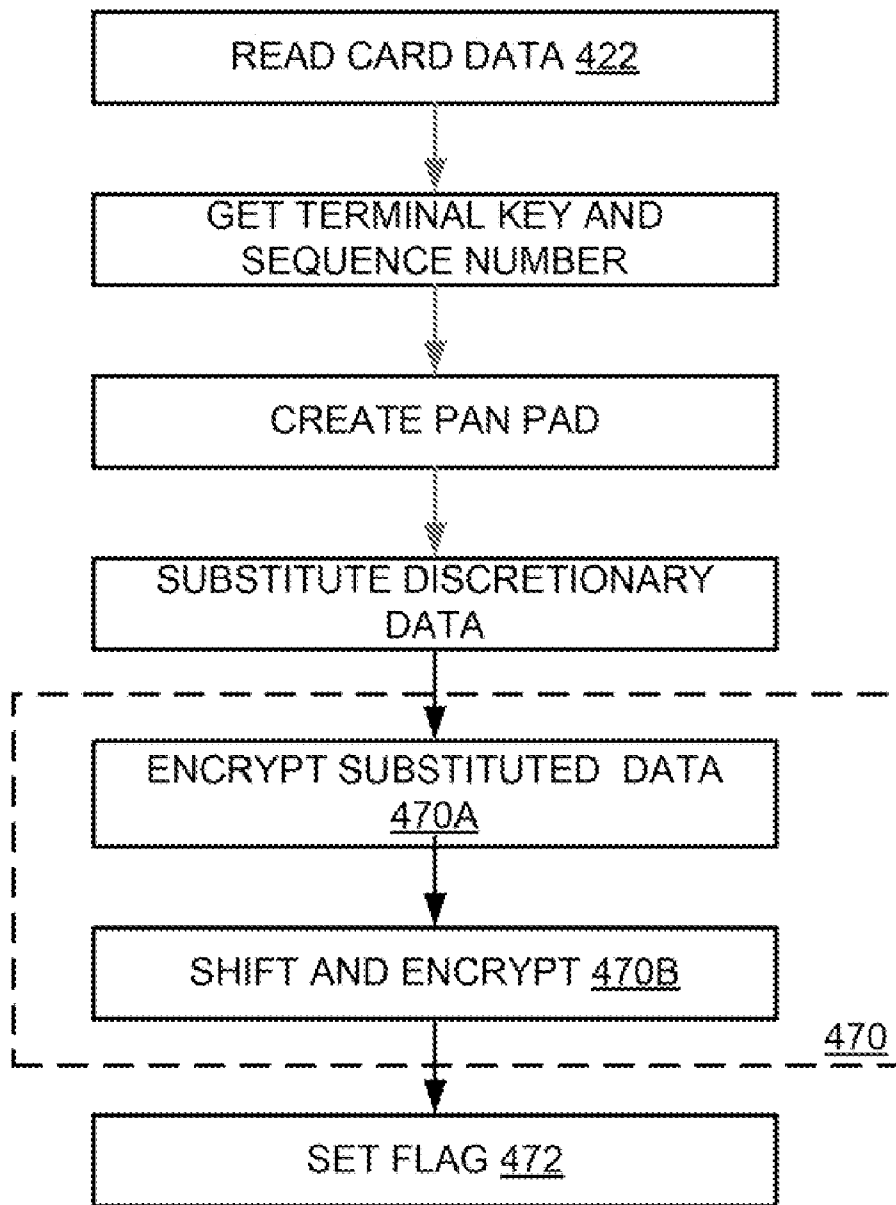 READ CARD DATA 422
GET TERMINAL KEY AND
SEQUENCE NUMBER
CREATE PAN PAD
SUBSTITUTE DISCRETIONARY
DATA
ENCRYPT SUBSTITUTED DATA
470A
SHIFT AND ENCRYPT 470B
470
SET FLAG 472